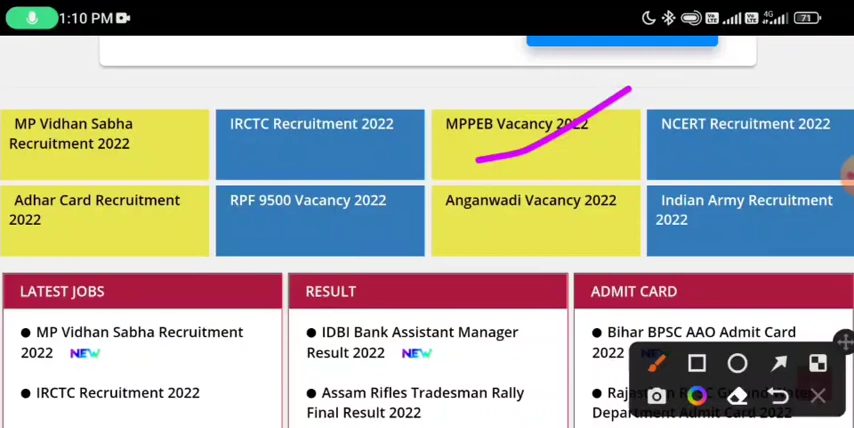 1:10 PM
4G
71
MP Vidhan Sabha
Recruitment 2022
IRCTC Recruitment 2022
MPPEB Vacancy 2022
NCERT Recruitment 2022
Adhar Card Recruitment
2022
RPF 9500 Vacancy 2022
Anganwadi Vacancy 2022
Indian Army Recruitment
2022
LATEST JOBS
● MP Vidhan Sabha Recruitment
2022 NEW
● IRCTC Recruitment 2022
RESULT
● IDBI Bank Assistant Manager
Result 2022 NEW
● Assam Rifles Tradesman Rally
Final Result 2022
ADMIT CARD
● Bihar BPSC AAO Admit Card
2022
Department Admit Card 2022